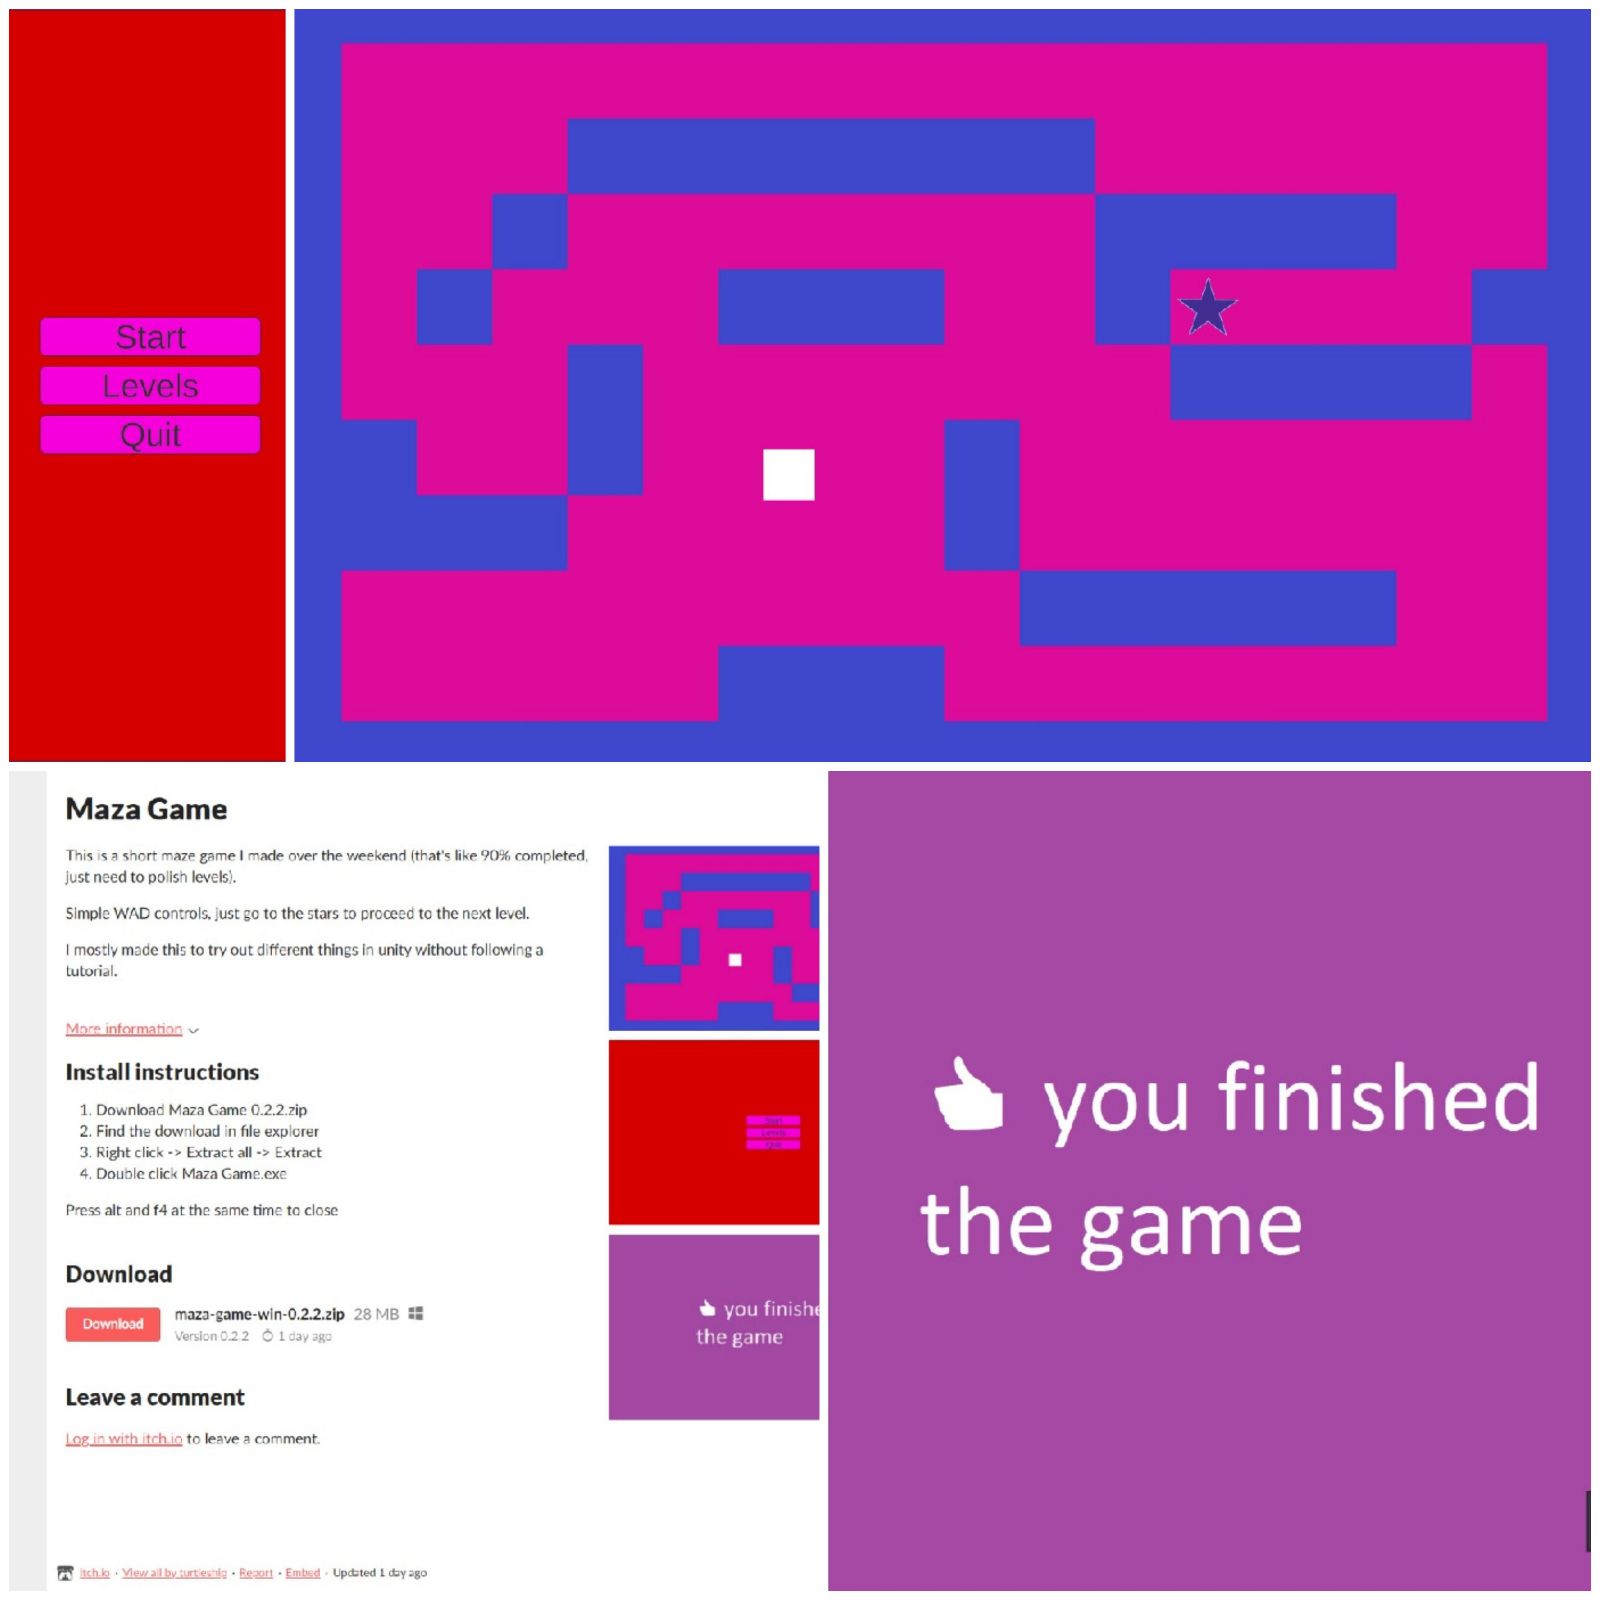 Start
Levels
Quit
Maza Game
This is a short maze game I made over the weekend (that's like 90% completed,
just need to polish levels).
Simple WAD controls, just go to the stars to proceed to the next level.
I mostly made this to try out different things in unity without following a
tutorial.
More information
Install instructions
1. Download Maza Game 0.2.2.zip
2. Find the download in file explorer
3. Right click -> Extract all -> Extract
4. Double click Maza Game.exe
Press alt and f4 at the same time to close
Download
Download
maza-game-win-0.2.2.zip 28 MB
Version 0.2.2 1 day ago
Leave a comment
Log in with itch.io to leave a comment.
itch.io · View all by turtleship · Report · Embed · Updated 1 day ago
Start
Levels
Quit
you finishe
the game
you finished
the game